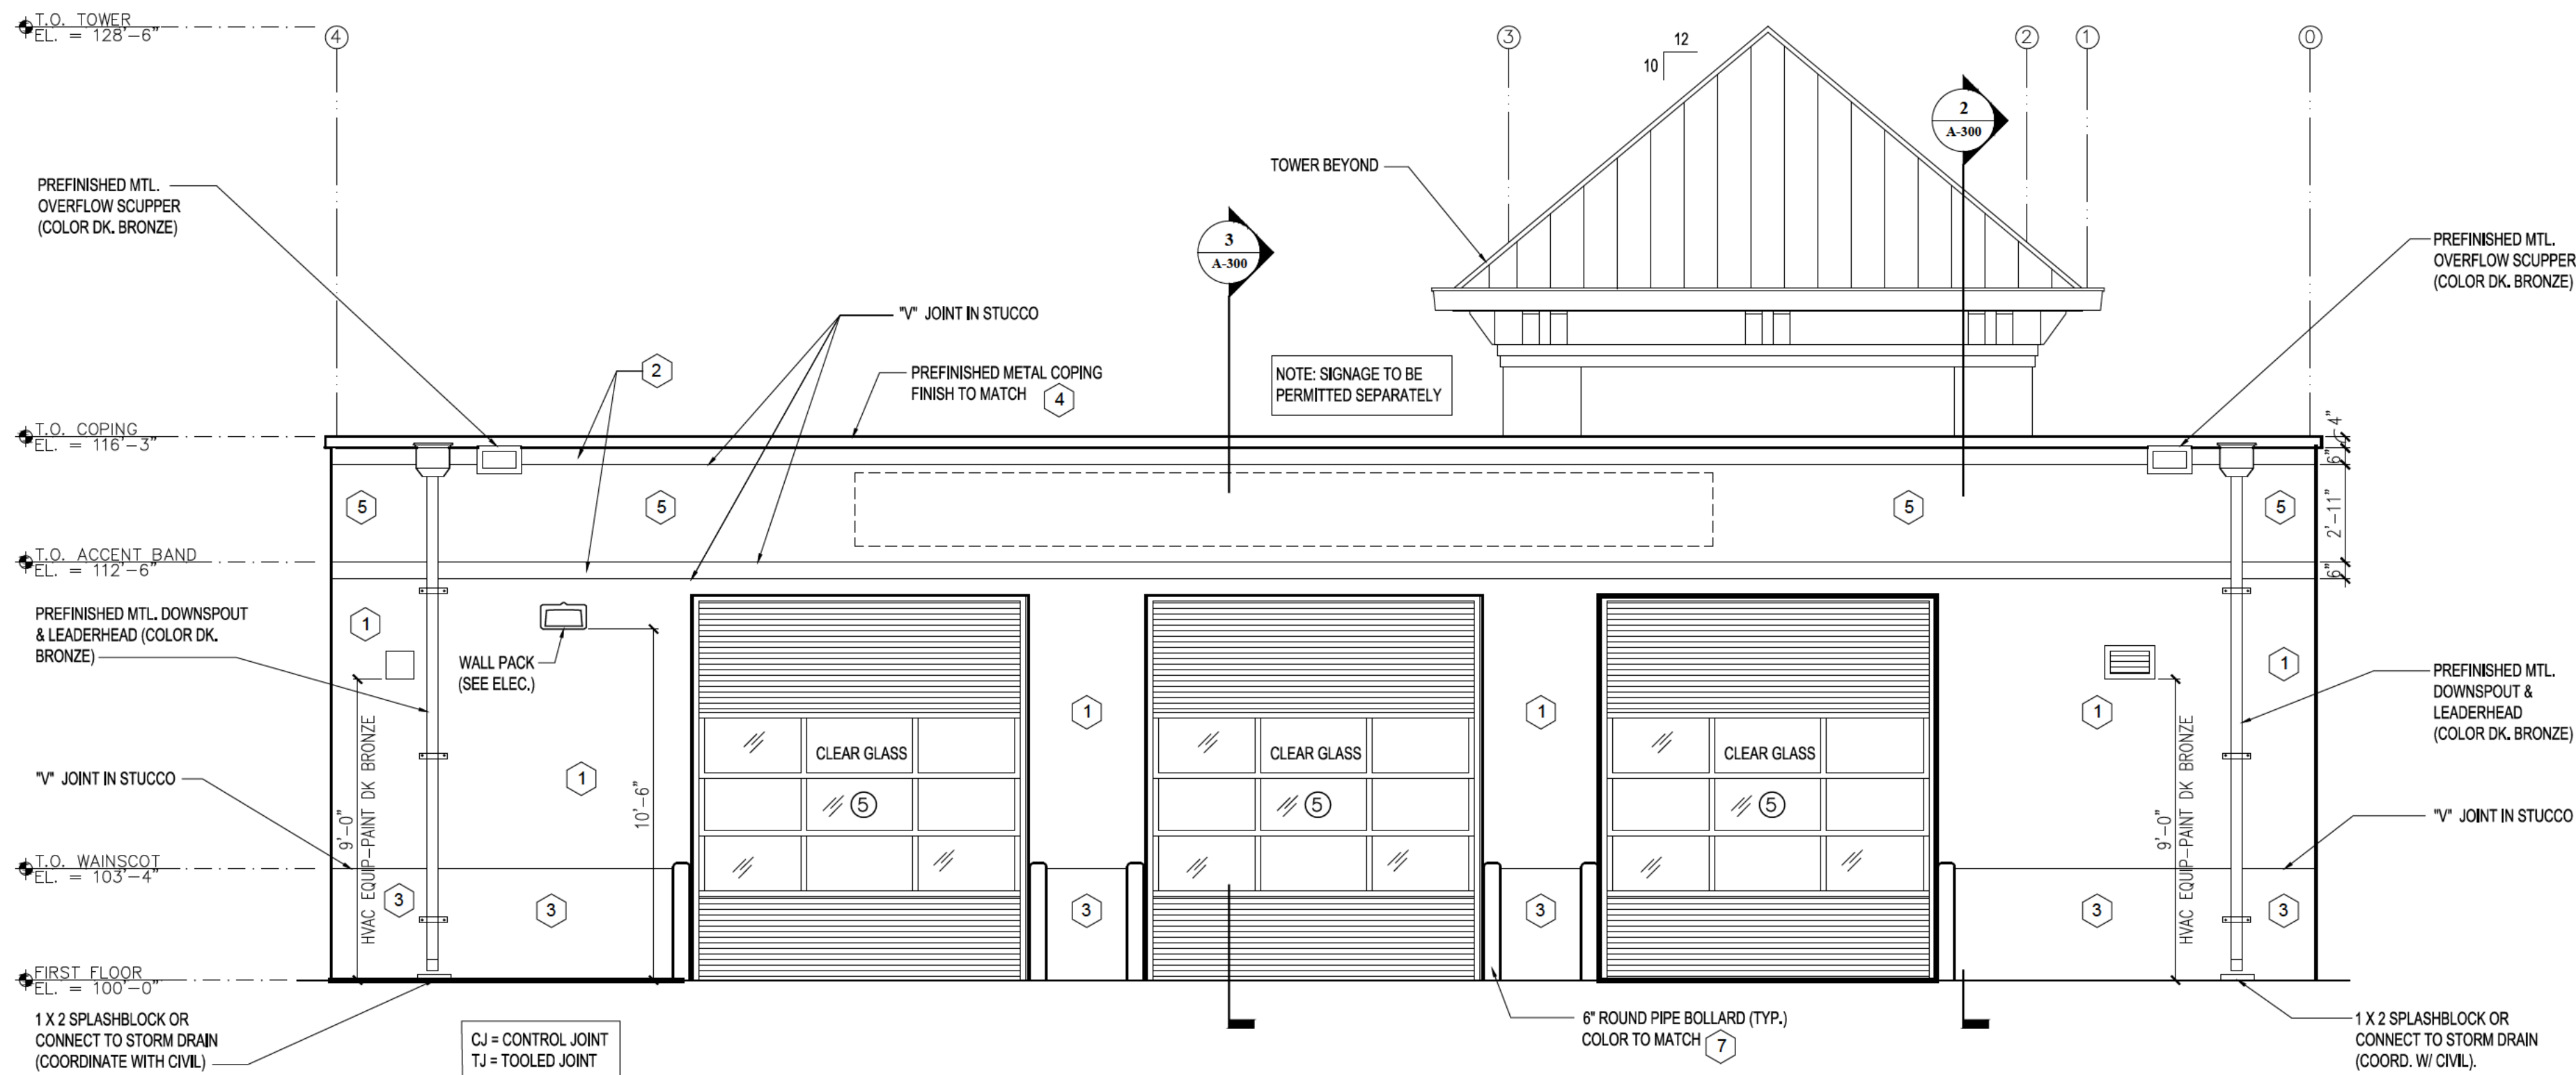 T.O. TOWER
EL. = 128'-6"
4
3
12
10
2
1
0
2
A-300
TOWER BEYOND
PREFINISHED MTL.
OVERFLOW SCUPPER
(COLOR DK. BRONZE)
3
A-300
PREFINISHED MTL.
OVERFLOW SCUPPER
(COLOR DK. BRONZE)
"V" JOINT IN STUCCO
2
PREFINISHED METAL COPING
FINISH TO MATCH 4
NOTE: SIGNAGE TO BE
PERMITTED SEPARATELY
T.O. COPING
EL. = 116'-3"
4"
6"
2'-11"
6"
5
5
5
5
T.O. ACCENT BAND
EL. = 112'-6"
PREFINISHED MTL. DOWNSPOUT
& LEADERHEAD (COLOR DK.
BRONZE)
1
WALL PACK
(SEE ELEC.)
1
PREFINISHED MTL.
DOWNSPOUT &
LEADERHEAD
(COLOR DK. BRONZE)
1
1
1
CLEAR GLASS
CLEAR GLASS
CLEAR GLASS
"V" JOINT IN STUCCO
1
10'-6"
5
5
5
9'-0"
HVAC EQUIP-PAINT DK BRONZE
9'-0"
HVAC EQUIP-PAINT DK BRONZE
"V" JOINT IN STUCCO
T.O. WAINSCOT
EL. = 103'-4"
3
3
3
3
3
3
FIRST FLOOR
EL. = 100'-0"
1 X 2 SPLASHBLOCK OR
CONNECT TO STORM DRAIN
(COORDINATE WITH CIVIL)
CJ = CONTROL JOINT
TJ = TOOLED JOINT
6" ROUND PIPE BOLLARD (TYP.)
COLOR TO MATCH 7
1 X 2 SPLASHBLOCK OR
CONNECT TO STORM DRAIN
(COORD. W/ CIVIL).